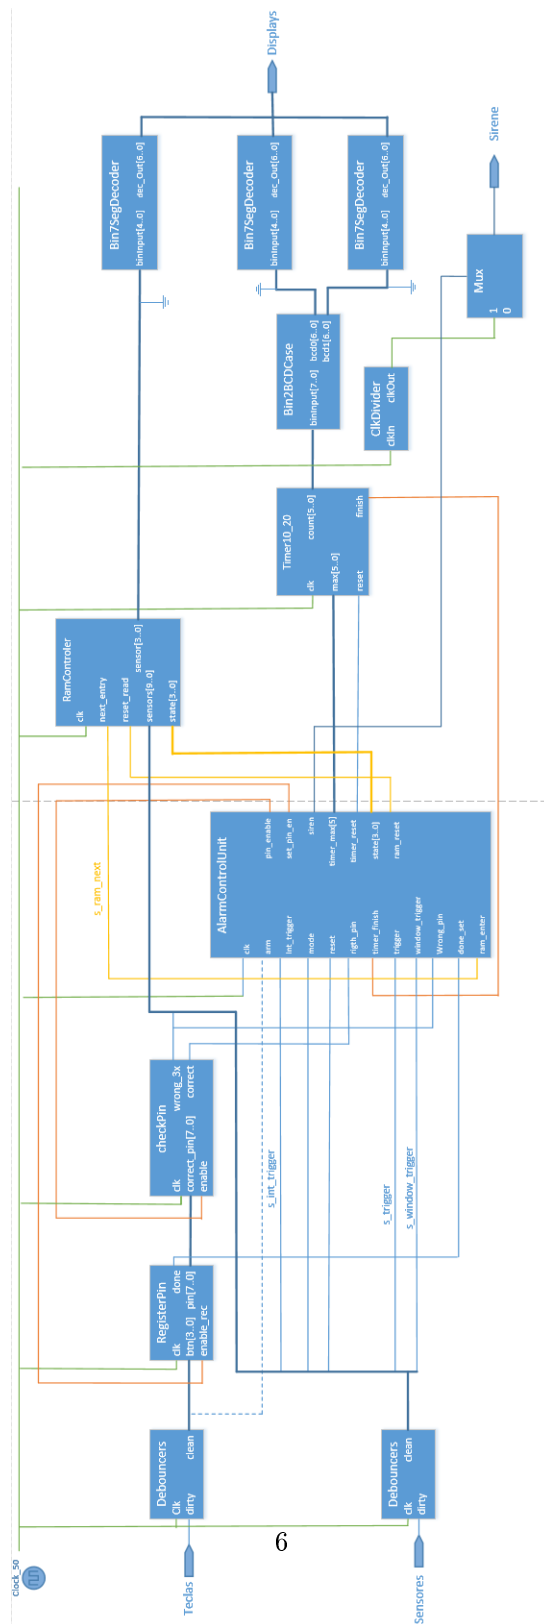 Clock_50
Teclas
Sensores
Debouncers
Clk
dirty
clean
Debouncers
clk
dirty
clean
RegisterPin
clk
done
btn[3..0]
pin[7..0]
enable_rec
checkPin
clk
wrong_3x
correct_pin[7..0]
correct
enable
s_int_trigger
s_trigger
s_window_trigger
s_ram_next
AlarmControlUnit
clk
arm
Int_trigger
mode
reset
rigth_pin
timer_finish
trigger
window_trigger
Wrong_pin
done_set
ram_enter
pin_enable
set_pin_en
siren
timer_max[5]
timer_reset
state[3..0]
ram_reset
RamControler
clk
next_entry
reset_read
sensor[3..0]
sensors[9..0]
state[3..0]
Timer10_20
clk
count[5..0]
max[5..0]
reset
finish
ClkDivider
clkIn
clkOut
Bin2BCDCase
binInput[7..0]
bcd0[6..0]
bcd1[6..0]
Bin7SegDecoder
binInput[4..0]
dec_Out[6..0]
Bin7SegDecoder
binInput[4..0]
dec_Out[6..0]
Bin7SegDecoder
binInput[4..0]
dec_Out[6..0]
Mux
1
0
Displays
Sirene
6